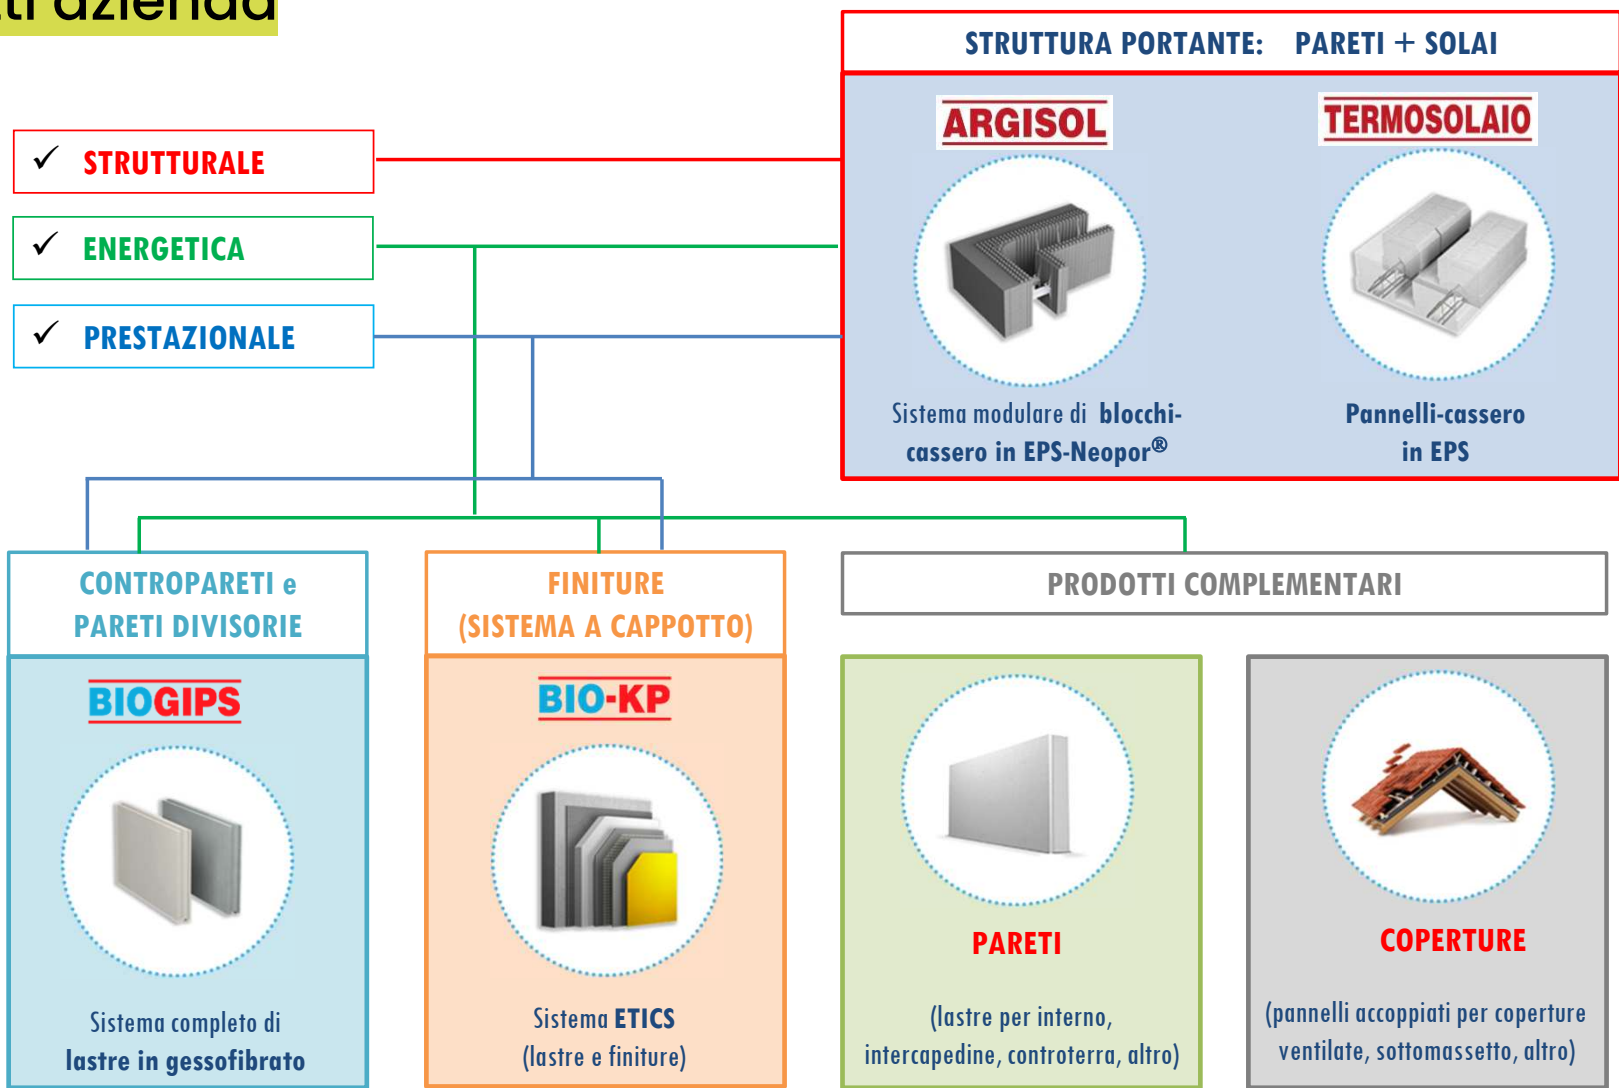 azienda
STRUTTURA PORTANTE: PARETI + SOLAI
ARGISOL
TERMOSOLAIO
✓ STRUTTURALE
✓ ENERGETICA
✓ PRESTAZIONALE
Sistema modulare di blocchi-
cassero in EPS-Neopor®
Pannelli-cassero
in EPS
CONTROPARETI e
PARETI DIVISORIE
FINITURE
(SISTEMA A CAPPOTTO)
PRODOTTI COMPLEMENTARI
BIOGIPS
BIO-KP
PARETI
COPERTURE
Sistema completo di
lastre in gessofibrato
Sistema ETICS
(lastre e finiture)
(lastre per interno,
intercapedine, controterra, altro)
(pannelli accoppiati per coperture
ventilate, sottomassetto, altro)